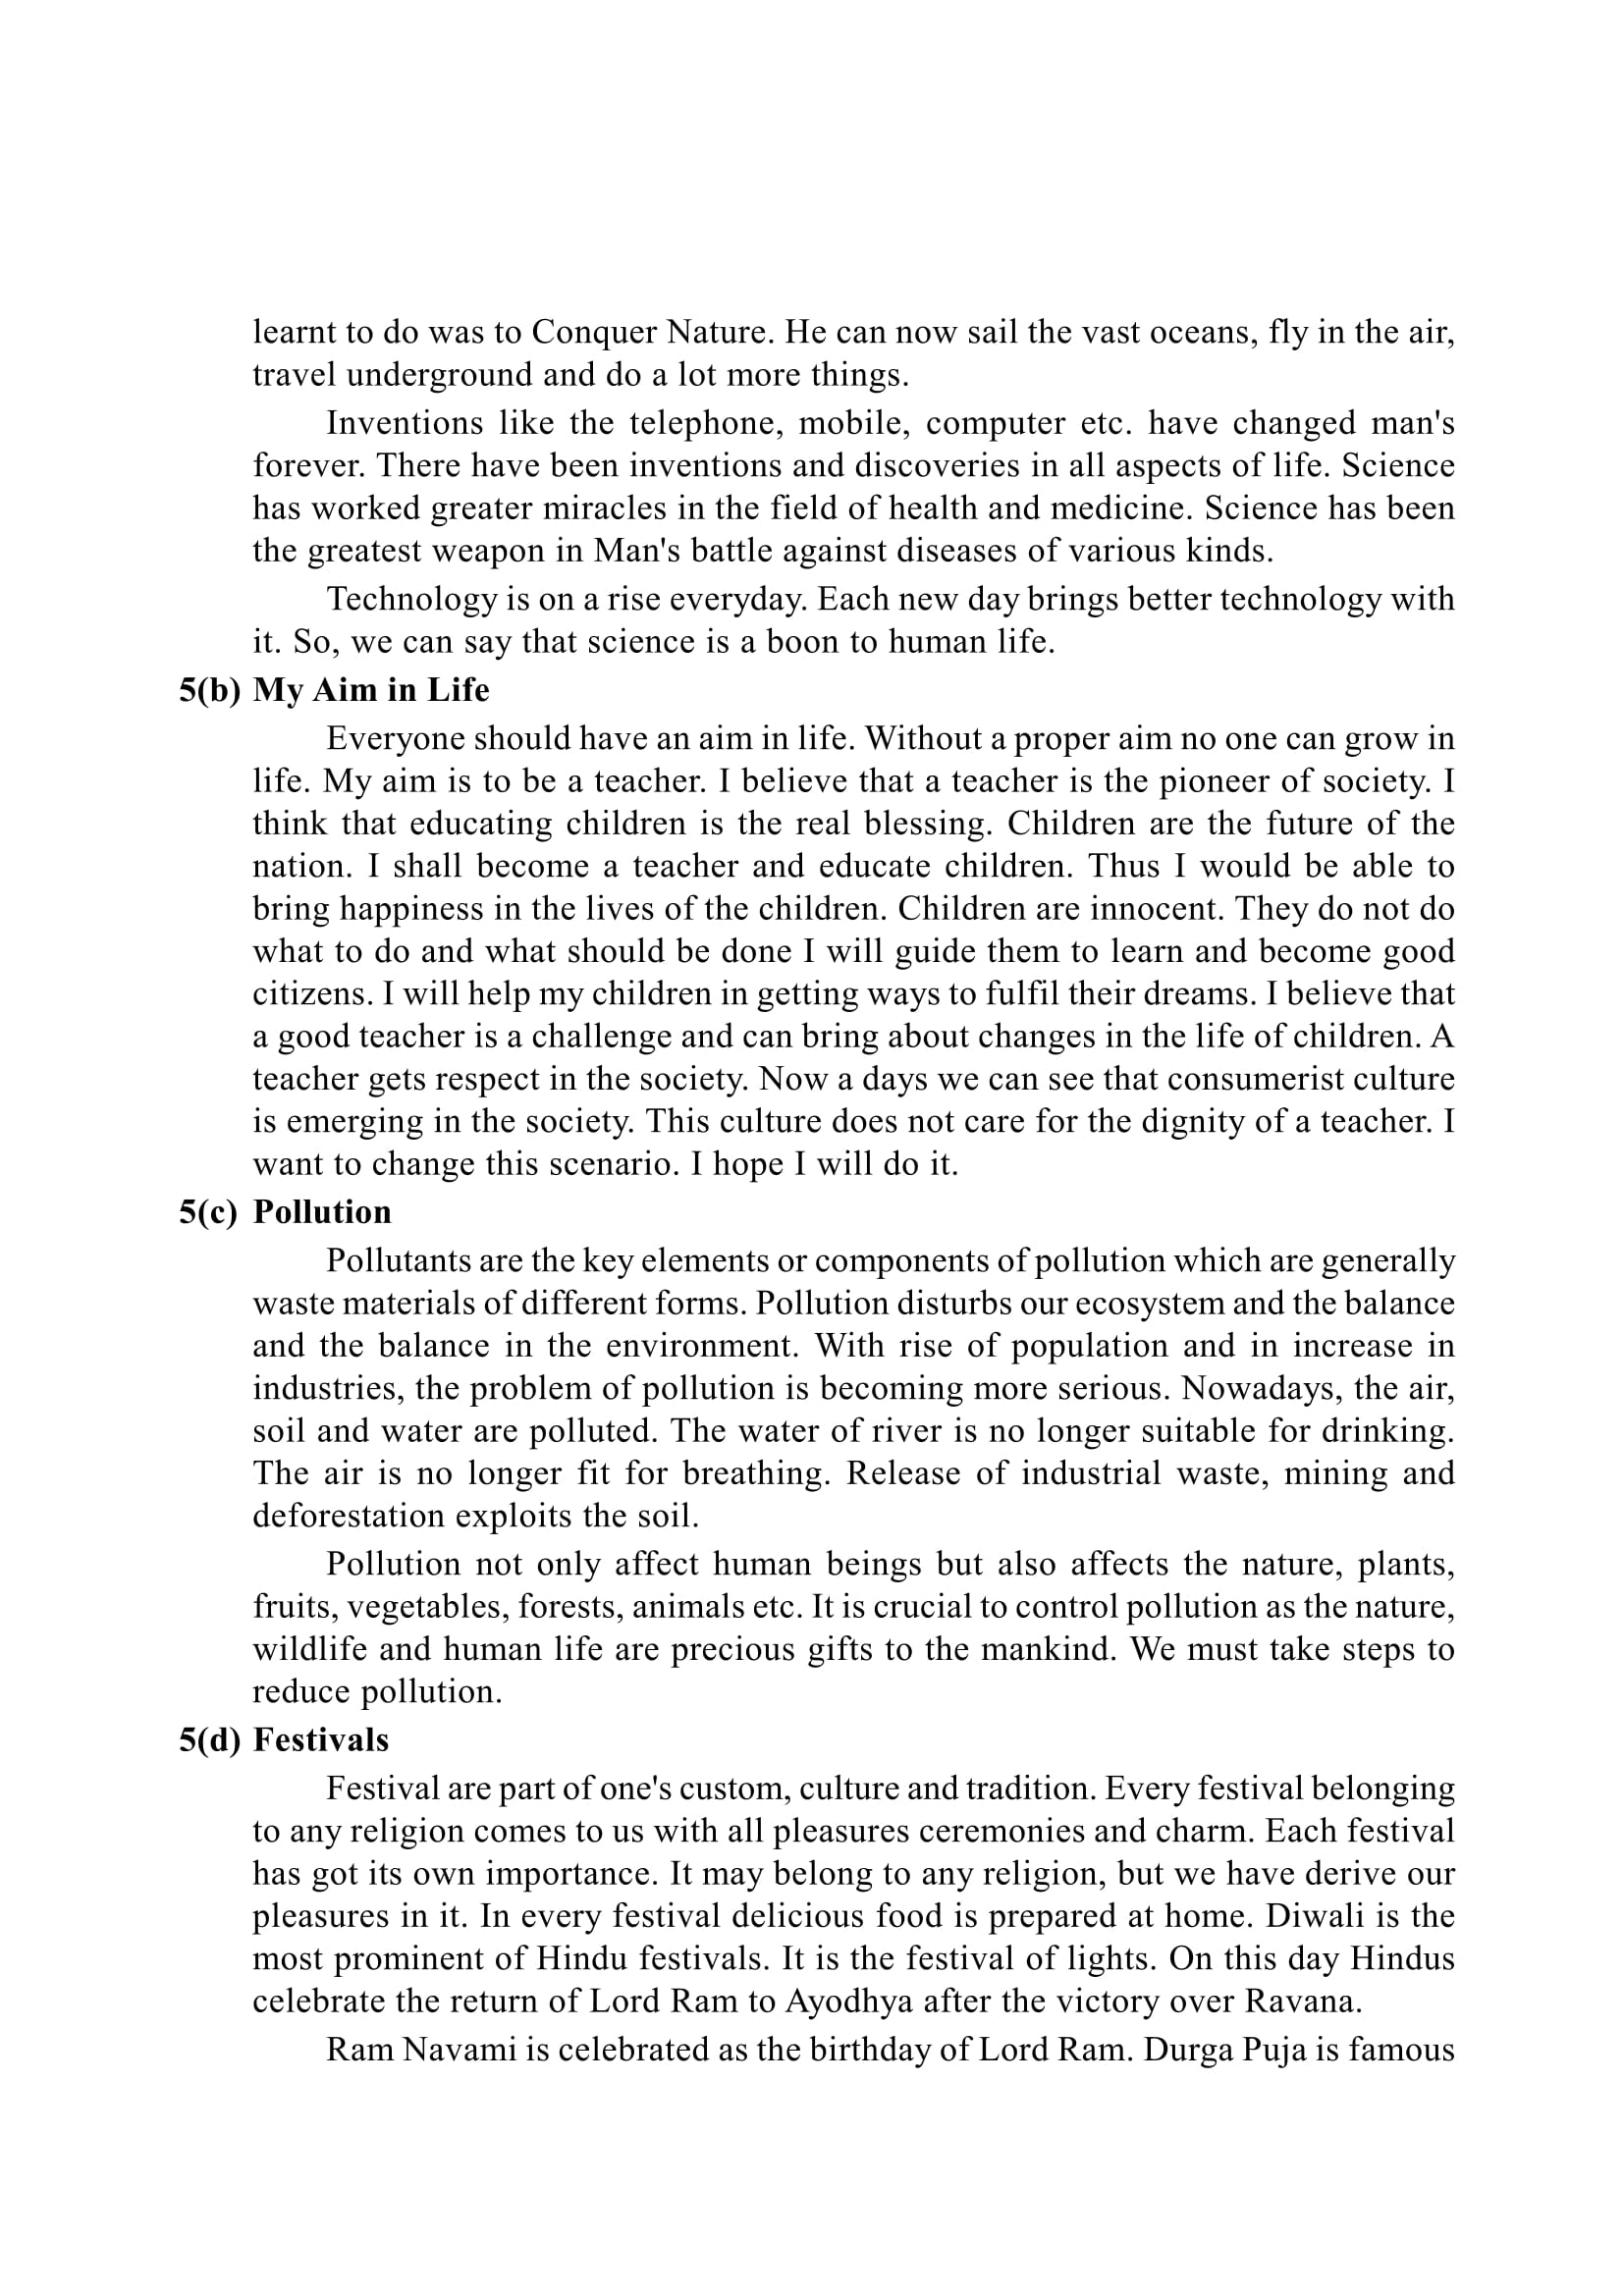 learnt to do was to Conquer Nature. He can now sail the vast oceans, fly in the air,
travel underground and do a lot more things.
Inventions like the telephone, mobile, computer etc. have changed man's
forever. There have been inventions and discoveries in all aspects of life. Science
has worked greater miracles in the field of health and medicine. Science has been
the greatest weapon in Man's battle against diseases of various kinds.
Technology is on a rise everyday. Each new day brings better technology with
it. So, we can say that science is a boon to human life.
5(b) My Aim in Life
Everyone should have an aim in life. Without a proper aim no one can grow in
life. My aim is to be a teacher. I believe that a teacher is the pioneer of society. I
think that educating children is the real blessing. Children are the future of the
nation. I shall become a teacher and educate children. Thus I would be able to
bring happiness in the lives of the children. Children are innocent. They do not do
what to do and what should be done I will guide them to learn and become good
citizens. I will help my children in getting ways to fulfil their dreams. I believe that
a good teacher is a challenge and can bring about changes in the life of children. A
teacher gets respect in the society. Now a days we can see that consumerist culture
is emerging in the society. This culture does not care for the dignity of a teacher. I
want to change this scenario. I hope I will do it.
5(c) Pollution
Pollutants are the key elements or components of pollution which are generally
waste materials of different forms. Pollution disturbs our ecosystem and the balance
and the balance in the environment. With rise of population and in increase in
industries, the problem of pollution is becoming more serious. Nowadays, the air,
soil and water are polluted. The water of river is no longer suitable for drinking.
The air is no longer fit for breathing. Release of industrial waste, mining and
deforestation exploits the soil.
Pollution not only affect human beings but also affects the nature, plants,
fruits, vegetables, forests, animals etc. It is crucial to control pollution as the nature,
wildlife and human life are precious gifts to the mankind. We must take steps to
reduce pollution.
5(d) Festivals
Festival are part of one's custom, culture and tradition. Every festival belonging
to any religion comes to us with all pleasures ceremonies and charm. Each festival
has got its own importance. It may belong to any religion, but we have derive our
pleasures in it. In every festival delicious food is prepared at home. Diwali is the
most prominent of Hindu festivals. It is the festival of lights. On this day Hindus
celebrate the return of Lord Ram to Ayodhya after the victory over Ravana.
Ram Navami is celebrated as the birthday of Lord Ram. Durga Puja is famous